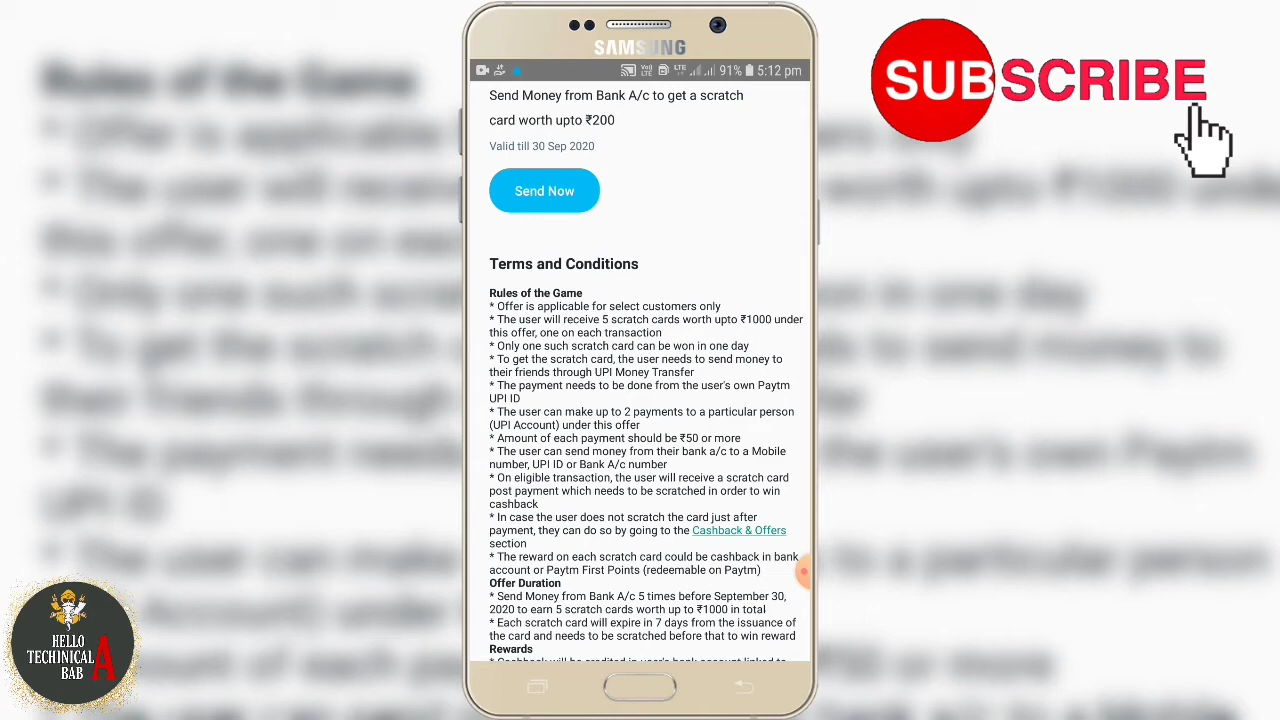 SAMSUNG
LTE 91% 5:12 pm
Send Money from Bank A/c to get a scratch
card worth upto ₹200
Valid till 30 Sep 2020
Send Now
Terms and Conditions
Rules of the Game
* Offer is applicable for select customers only
* The user will receive 5 scratch cards worth upto ₹1000 under
this offer, one on each transaction
* Only one such scratch card can be won in one day
* To get the scratch card, the user needs to send money to
their friends through UPI Money Transfer
* The payment needs to be done from the user's own Paytm
UPI ID
* The user can make up to 2 payments to a particular person
(UPI Account) under this offer
* Amount of each payment should be ₹50 or more
* The user can send money from their bank a/c to a Mobile
number, UPI ID or Bank A/c number
* On eligible transaction, the user will receive a scratch card
post payment which needs to be scratched in order to win
cashback
* In case the user does not scratch the card just after
payment, they can do so by going to the Cashback & Offers
section
* The reward on each scratch card could be cashback in bank
account or Paytm First Points (redeemable on Paytm)
Offer Duration
* Send Money from Bank A/c 5 times before September 30,
2020 to earn 5 scratch cards worth up to ₹1000 in total
* Each scratch card will expire in 7 days from the issuance of
the card and needs to be scratched before that to win reward
Rewards
* Cashback will be credited in user's bank account linked to
SUBSCRIBE
HELLO
TECHINICAL A
BAB